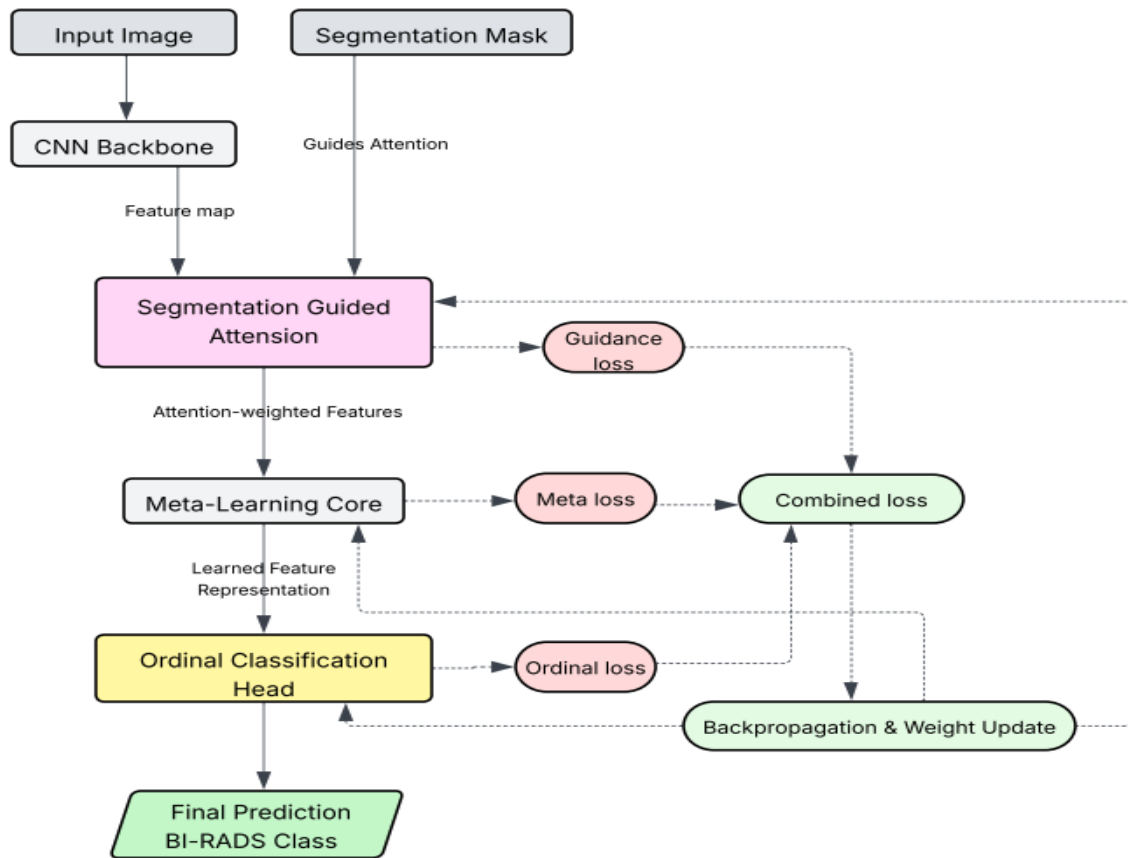 Input Image
Segmentation Mask
CNN Backbone
Guides Attention
Feature map
Segmentation Guided
Attension
Guidance
loss
Attention-weighted Features
Meta-Learning Core
Meta loss
Combined loss
Learned Feature
Representation
Ordinal Classification
Head
Ordinal loss
Backpropagation & Weight Update
Final Prediction
BI-RADS Class